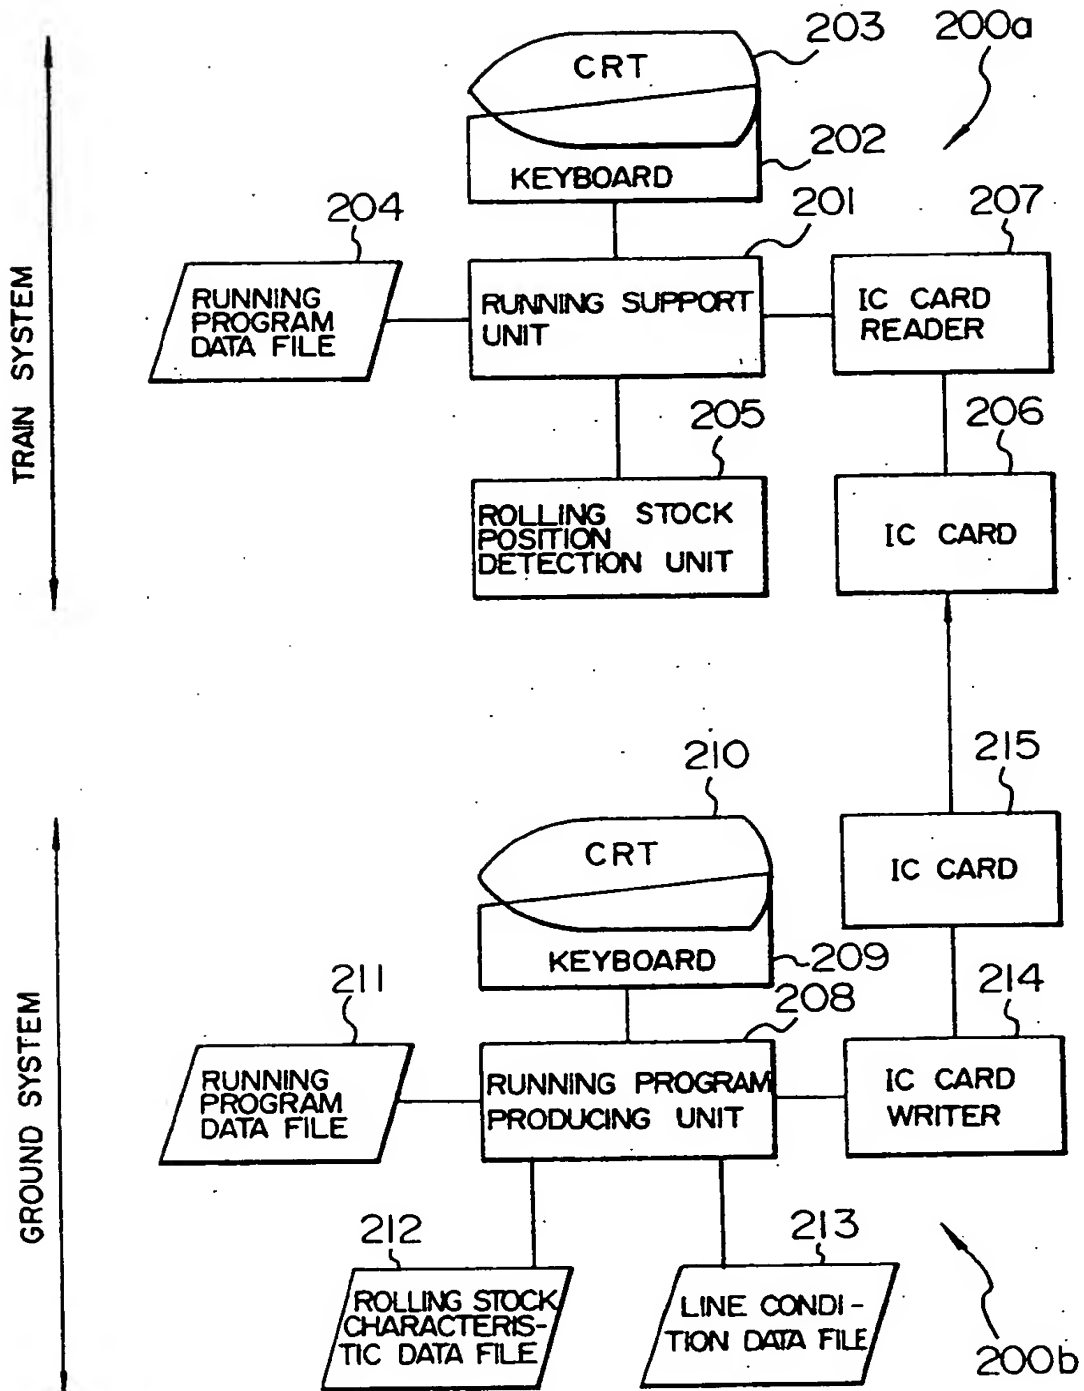 203
200a
CRT
202
KEYBOARD
204
201
207
TRAIN SYSTEM
RUNNING
PROGRAM
DATA FILE
RUNNING SUPPORT
UNIT
IC CARD
READER
205
206
ROLLING STOCK
POSITION
DETECTION UNIT
IC CARD
210
215
CRT
IC CARD
KEYBOARD
209
211
208
214
GROUND SYSTEM
RUNNING
PROGRAM
DATA FILE
RUNNING PROGRAM
PRODUCING UNIT
IC CARD
WRITER
212
213
ROLLING STOCK
CHARACTERIS-
TIC DATA FILE
LINE CONDI-
TION DATA FILE
200b